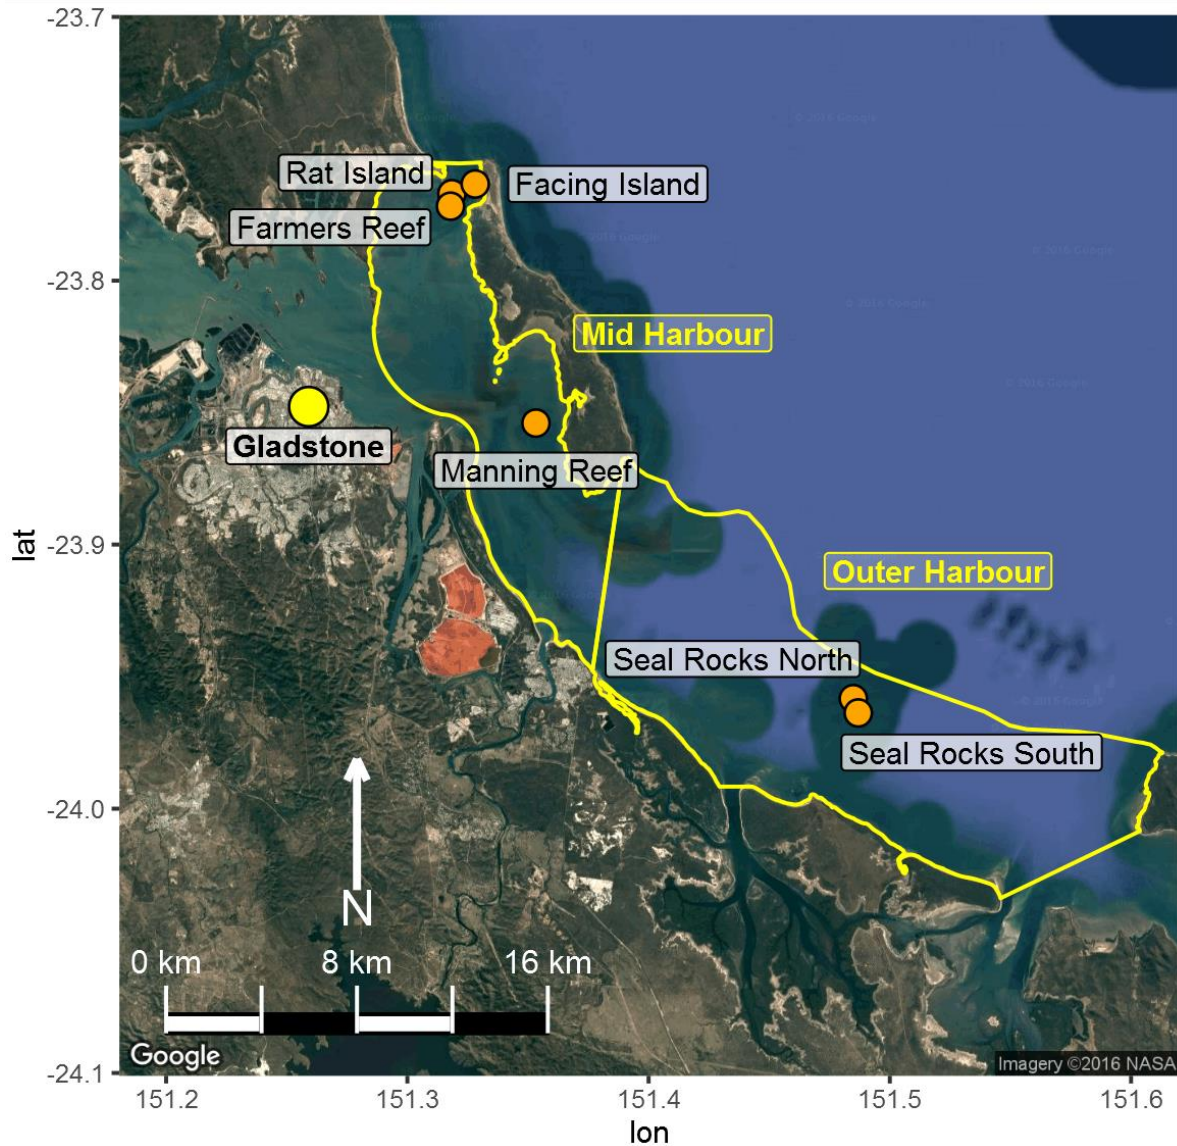 -23.7
Rat Island
Facing Island
Farmers Reef
-23.8
Mid Harbour
Gladstone
Manning Reef
lat
-23.9
Outer Harbour
Seal Rocks North
Seal Rocks South
-24.0
N
0 km 8 km 16 km
Google
Imagery ©2016 NASA
-24.1
151.2 151.3 151.4 151.5 151.6
lon